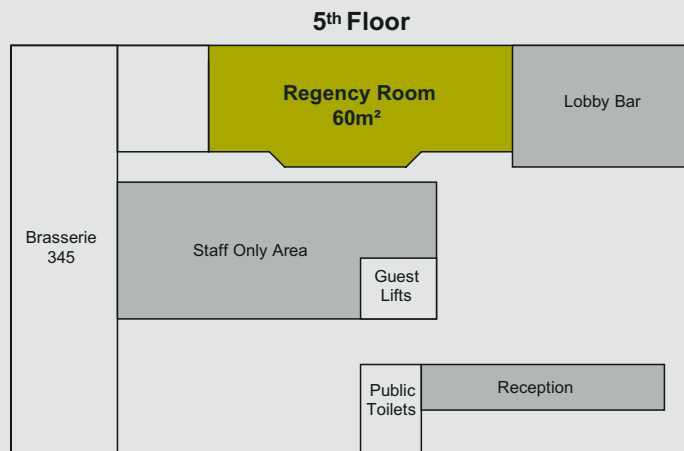 5th Floor
Regency Room
60m²
Lobby Bar
Brasserie
345
Staff Only Area
Guest
Lifts
Public
Toilets
Reception